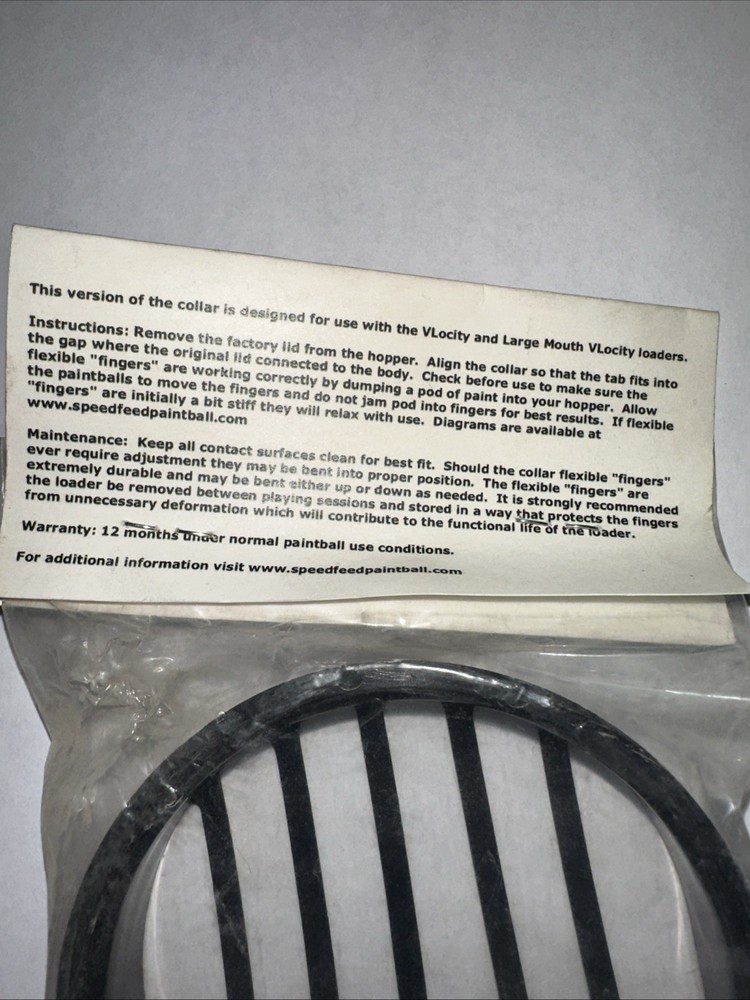 This version of the collar is designed for use with the VLocity and Large Mouth VLocity loaders.
Instructions: Remove the factory lid from the hopper. Align the collar so that the tab fits into
the gap where the original lid connected to the body. Check before use to make sure the
flexible "fingers" are working correctly by dumping a pod of paint into your hopper. Allow
the paintballs to move the fingers and do not jam pod into fingers for best results. If flexible
"fingers" are initially a bit stiff they will relax with use. Diagrams are available at
www.speedfeedpaintball.com
Maintenance: Keep all contact surfaces clean for best fit. Should the collar flexible "fingers"
ever require adjustment they may be bent into proper position. The flexible "fingers" are
extremely durable and may be bent either up or down as needed. It is strongly recommended
the loader be removed between playing sessions and stored in a way that protects the fingers
from unnecessary deformation which will contribute to the functional life of the loader.
Warranty: 12 months under normal paintball use conditions.
For additional information visit www.speedfeedpaintball.com